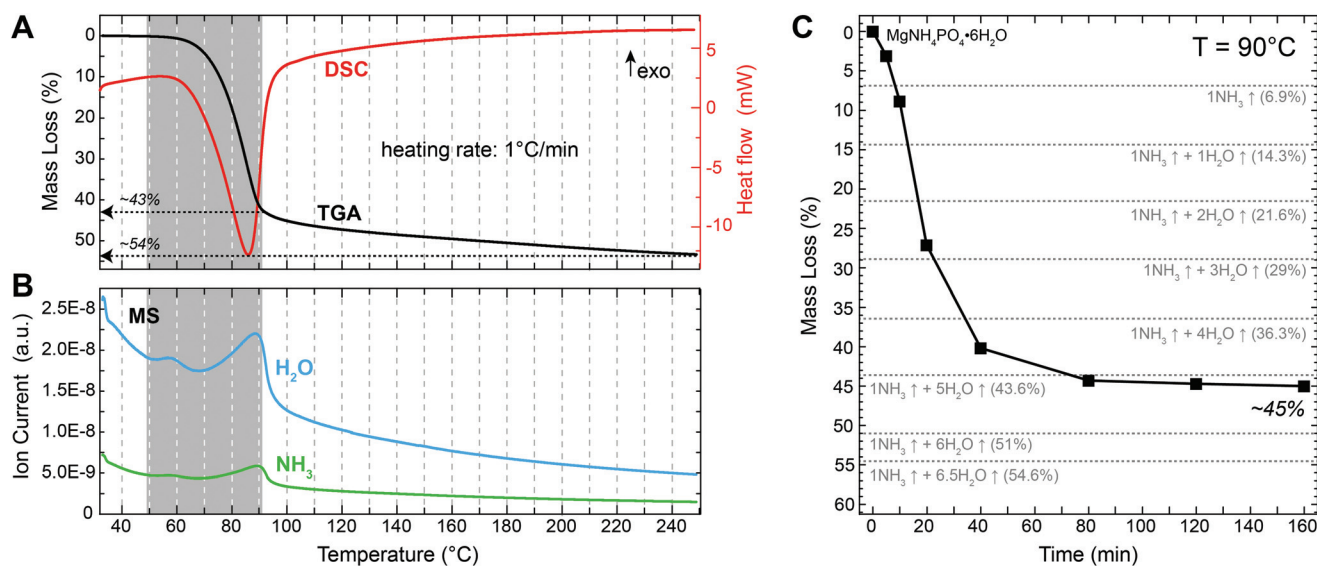 A
0
10
20
30
40
50
Mass Loss (%)
~43%
~54%
DSC
TGA
exo
heating rate: 1°C/min
5
0
-5
-10
Heat flow (mW)
B
MS
2.5E-8
2.0E-8
1.5E-8
1.0E-8
5.0E-9
0
Ion Current (a.u.)
H₂O
NH₃
40 60 80 100 120 140 160 180 200 220 240
Temperature (°C)
C
MgNH₄PO₄•6H₂O
T = 90°C
0
5
10
15
20
25
30
35
40
45
50
55
60
Mass Loss (%)
1NH₃ ↑ (6.9%)
1NH₃ ↑ + 1H₂O ↑ (14.3%)
1NH₃ ↑ + 2H₂O ↑ (21.6%)
1NH₃ ↑ + 3H₂O ↑ (29%)
1NH₃ ↑ + 4H₂O ↑ (36.3%)
1NH₃ ↑ + 5H₂O ↑ (43.6%)
~45%
1NH₃ ↑ + 6H₂O ↑ (51%)
1NH₃ ↑ + 6.5H₂O ↑ (54.6%)
0 20 40 60 80 100 120 140 160
Time (min)